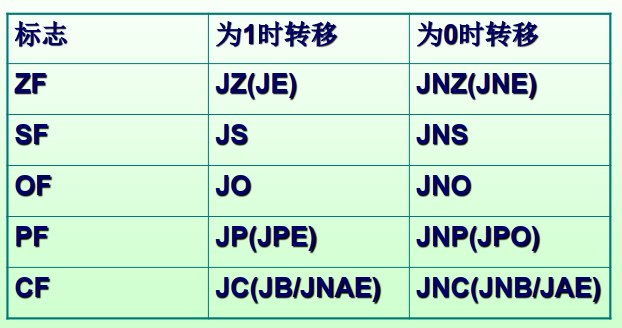 标志 为1时转移 为0时转移
ZF JZ(JE) JNZ(JNE)
SF JS JNS
OF JO JNO
PF JP(JPE) JNP(JPO)
CF JC(JB/JNAE) JNC(JNB/JAE)